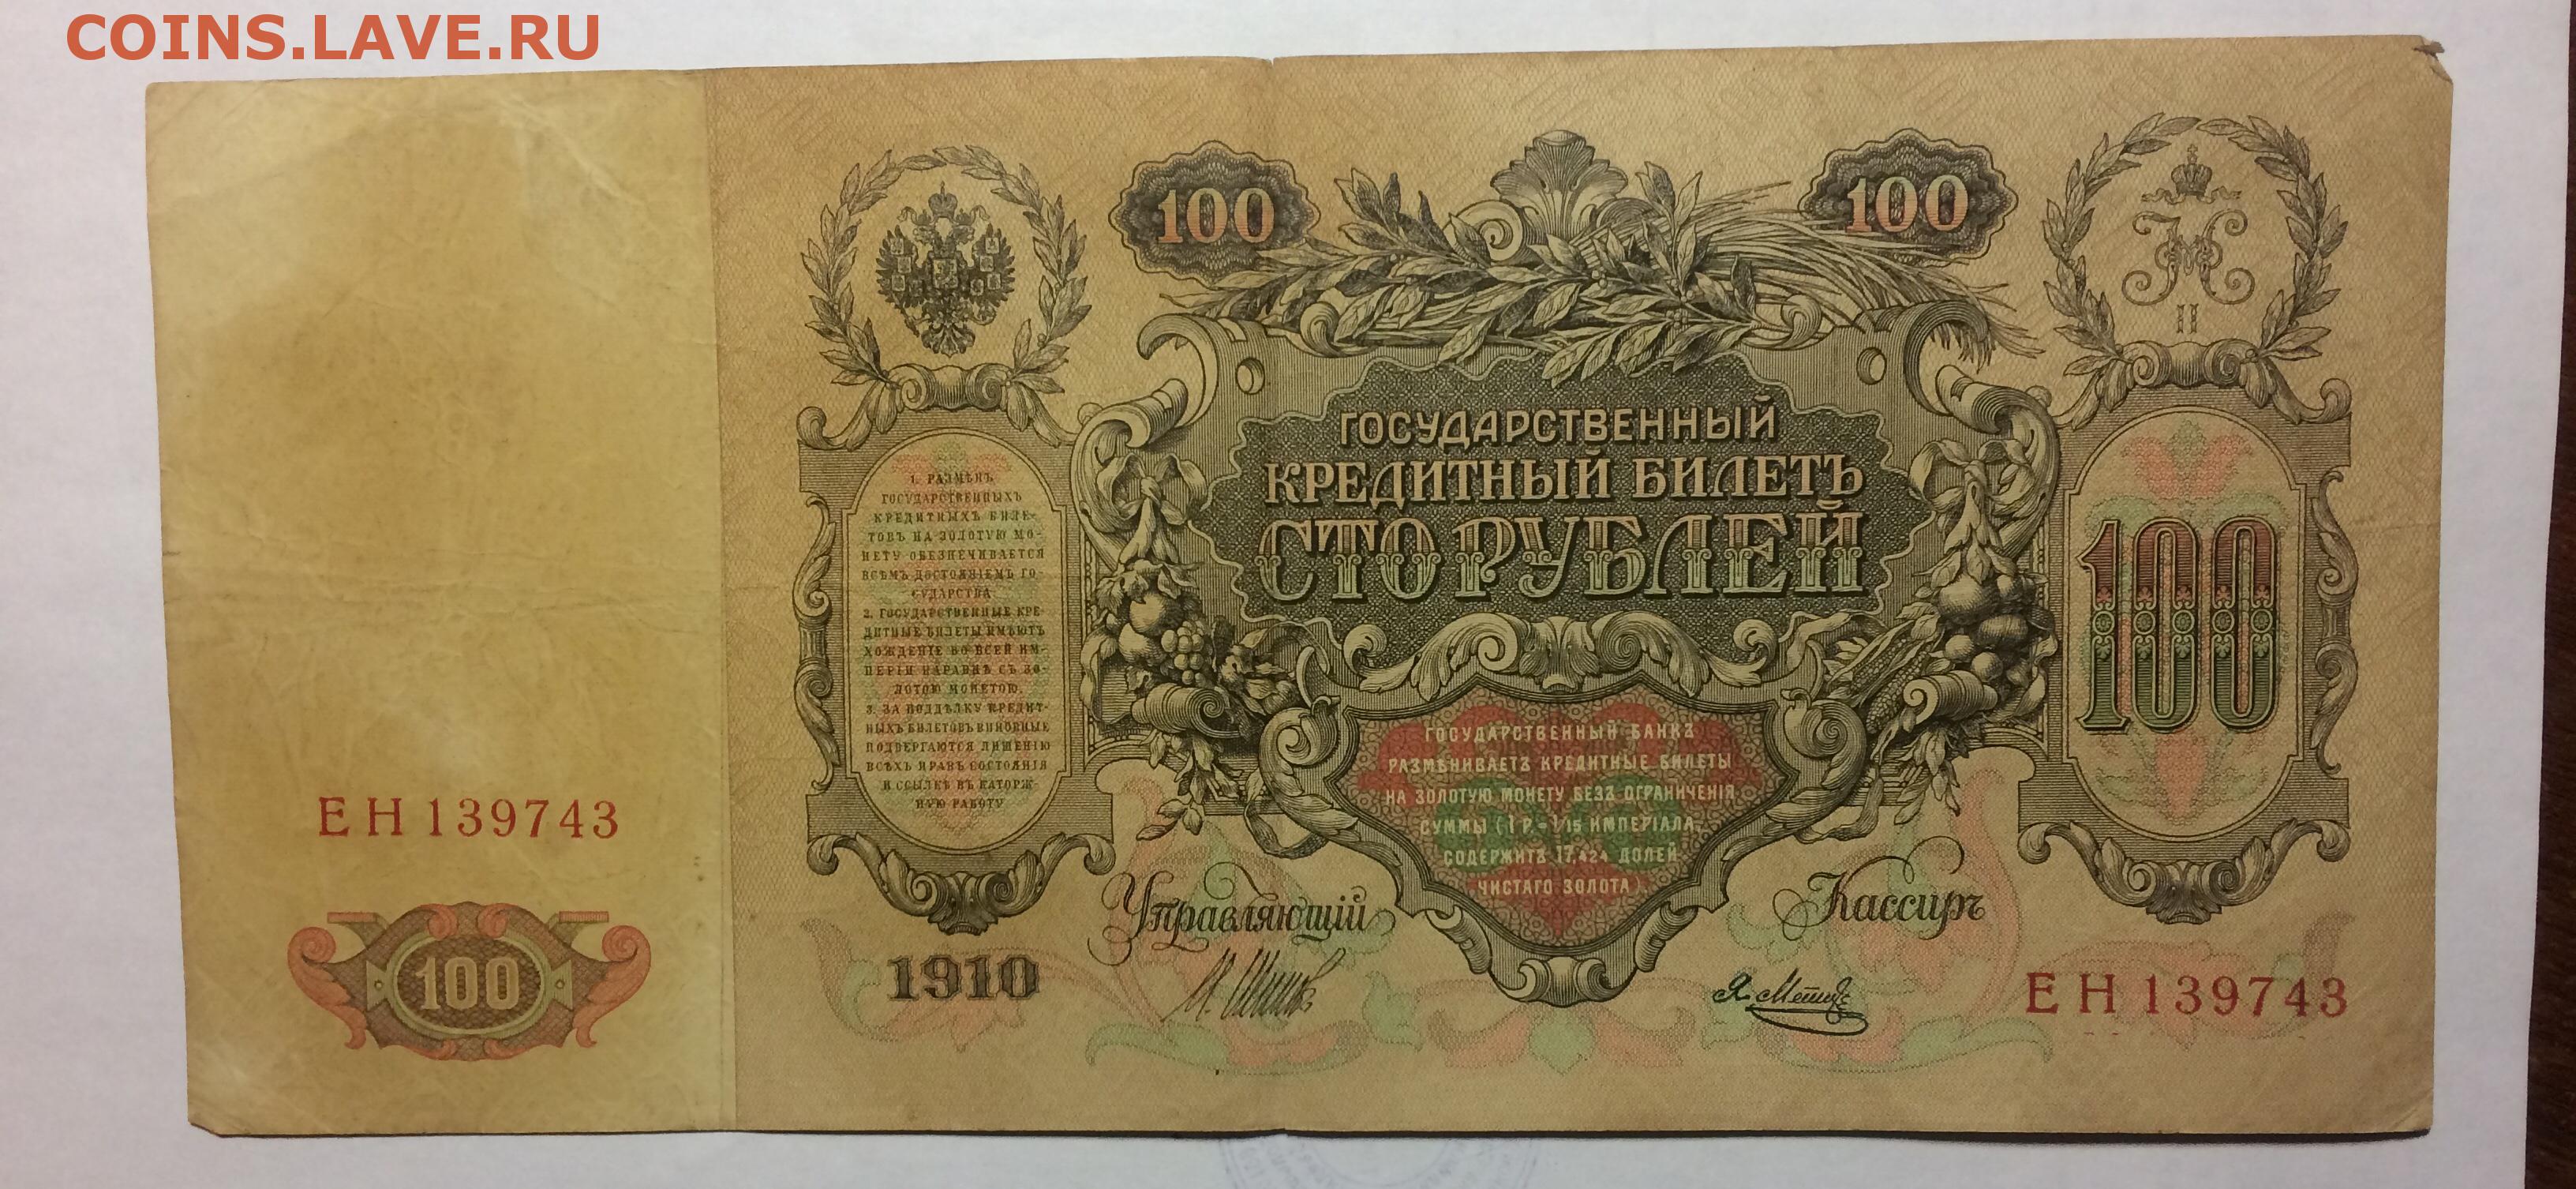 COINS.LAVE.RU
100
100
Н
II
ГОСУДАРСТВЕННЫЙ
КРЕДИТНЫЙ БИЛЕТЪ
СТО РУБЛЕЙ
1. РАЗМѢНЪ
ГОСУДАРСТВЕННЫХЪ
КРЕДИТНЫХЪ БИЛЕ-
ТОВЪ НА ЗОЛОТУЮ МО-
НЕТУ ОБЕЗПЕЧИВАЕТСЯ
ВСѢМЪ ДОСТОЯНІЕМЪ ГО-
СУДАРСТВА
2. ГОСУДАРСТВЕННЫЕ КРЕ-
ДИТНЫЕ БИЛЕТЫ ИМѢЮТЪ
ХОЖДЕНІЕ ВО ВСЕЙ ИМ-
ПЕРІИ НАРАВНѢ СЪ ЗО-
ЛОТОЮ МОНЕТОЮ.
3. ЗА ПОДДѢЛКУ КРЕДИТ-
НЫХЪ БИЛЕТОВЪ ВИНОВНЫЕ
ПОДВЕРГАЮТСЯ ЛИШЕНІЮ
ВСѢХЪ ПРАВЪ СОСТОЯНІЯ
И ССЫЛКѢ ВЪ КАТОРЖ-
НУЮ РАБОТУ
100
ГОСУДАРСТВЕННЫЙ БАНКЪ
РАЗМѢНИВАЕТЪ КРЕДИТНЫЕ БИЛЕТЫ
НА ЗОЛОТУЮ МОНЕТУ БЕЗЪ ОГРАНИЧЕНІЯ
СУММЫ (1 Р.= 1/15 ИМПЕРІАЛА,
СОДЕРЖИТЪ 17,424 ДОЛЕЙ
ЧИСТАГО ЗОЛОТА).
ЕН 139743
100
1910
Управляющій
Кассиръ
ЕН 139743